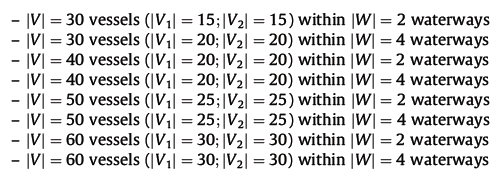 – |V| = 30 vessels (|V₁| = 15; |V₂| = 15) within |W| = 2 waterways
– |V| = 30 vessels (|V₁| = 20; |V₂| = 20) within |W| = 4 waterways
– |V| = 40 vessels (|V₁| = 20; |V₂| = 20) within |W| = 2 waterways
– |V| = 40 vessels (|V₁| = 20; |V₂| = 20) within |W| = 4 waterways
– |V| = 50 vessels (|V₁| = 25; |V₂| = 25) within |W| = 2 waterways
– |V| = 50 vessels (|V₁| = 25; |V₂| = 25) within |W| = 4 waterways
– |V| = 60 vessels (|V₁| = 30; |V₂| = 30) within |W| = 2 waterways
– |V| = 60 vessels (|V₁| = 30; |V₂| = 30) within |W| = 4 waterways